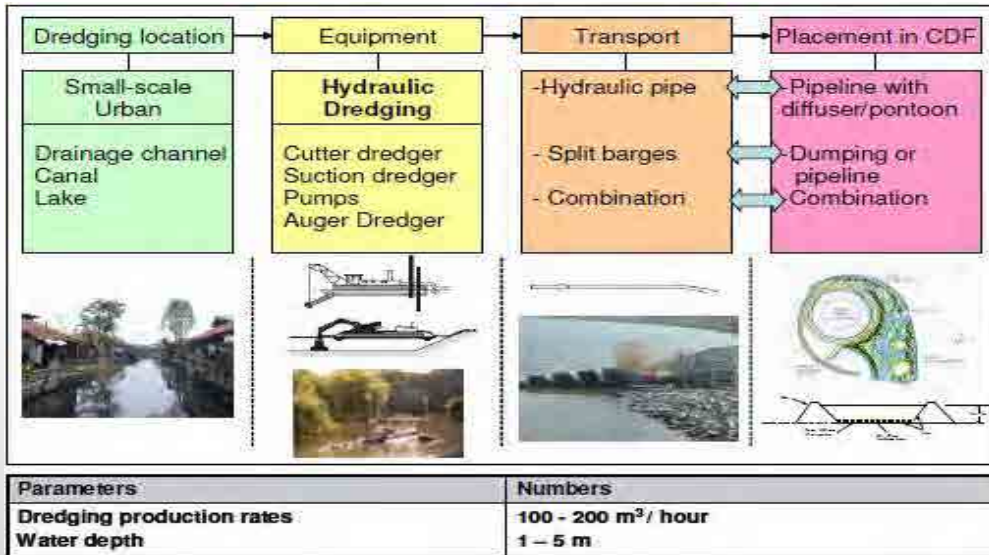 Dredging location
Equipment
Transport
Placement in CDF
Small-scale
Urban
Drainage channel
Canal
Lake
Hydraulic
Dredging
Cutter dredger
Suction dredger
Pumps
Auger Dredger
-Hydraulic pipe
- Split barges
- Combination
-Pipeline with
diffuser/pontoon
-Dumping or
pipeline
-Combination
Parameters
Numbers
Dredging production rates
100 - 200 m³/ hour
Water depth
1 – 5 m